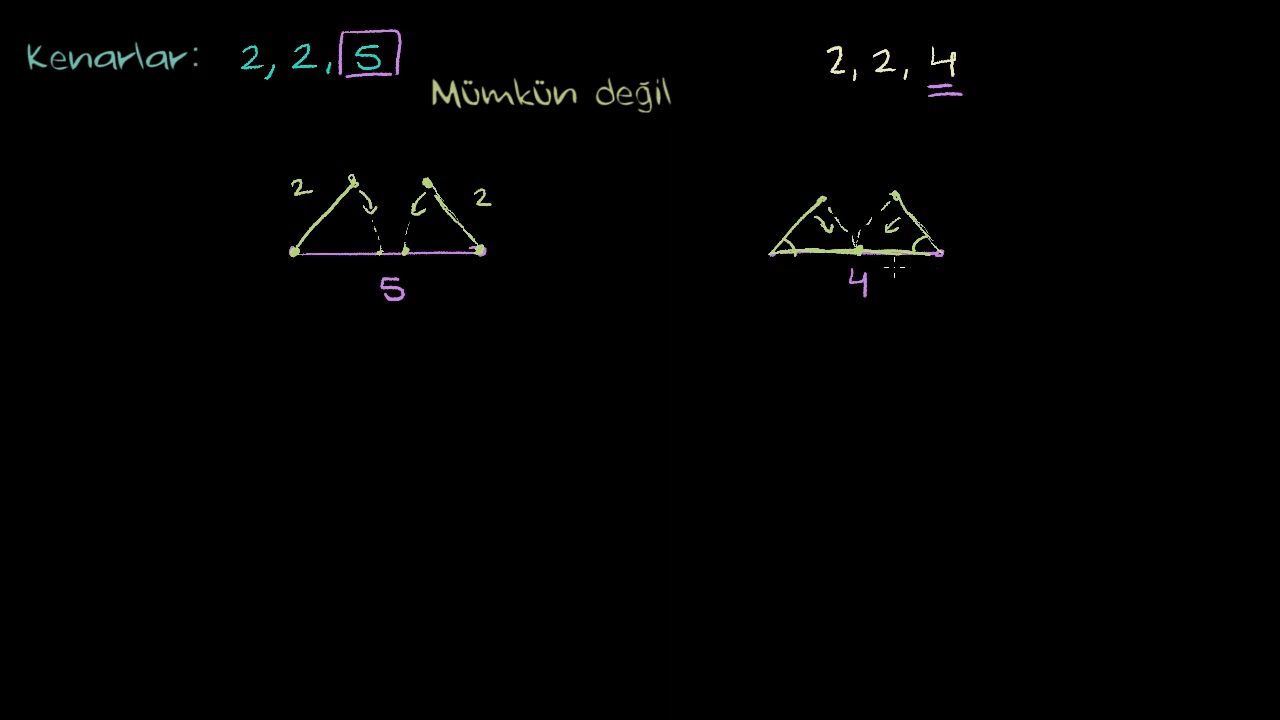 Kenarlar: 2, 2, 5
2, 2, 4
Mümkün değil
2 2
5
4